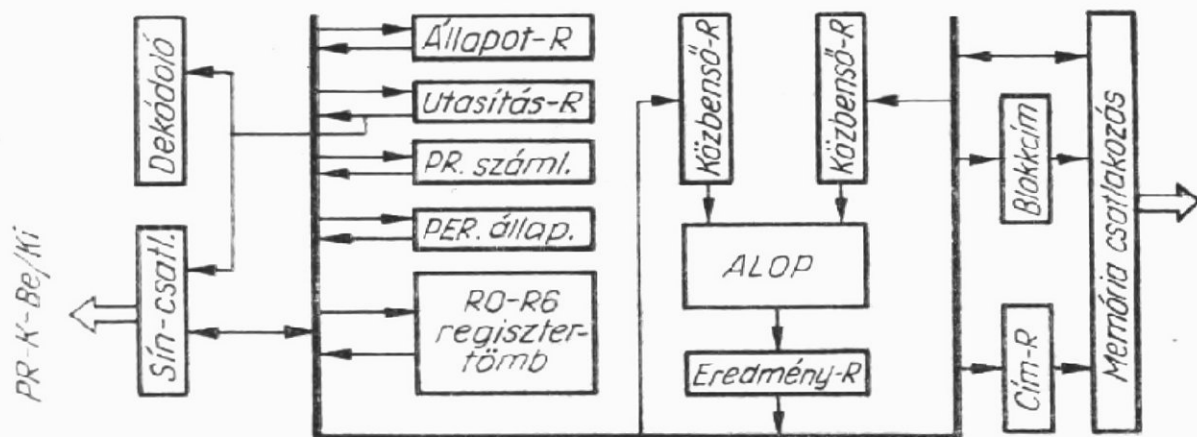 Dekódoló
Sín-csatl.
PR-K-Be/Ki
Állapot-R
Utasítás-R
PR. száml.
PER. állap.
R0-R6
regiszter-
tömb
Közbenső-R
Közbenső-R
ALOP
Eredmény-R
Blokkcím
Cím-R
Memória csatlakozás